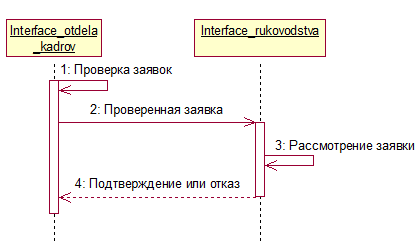 Interface_otdela
_kadrov
Interface_rukovodstva
1: Проверка заявок
2: Проверенная заявка
3: Рассмотрение заявки
4: Подтверждение или отказ